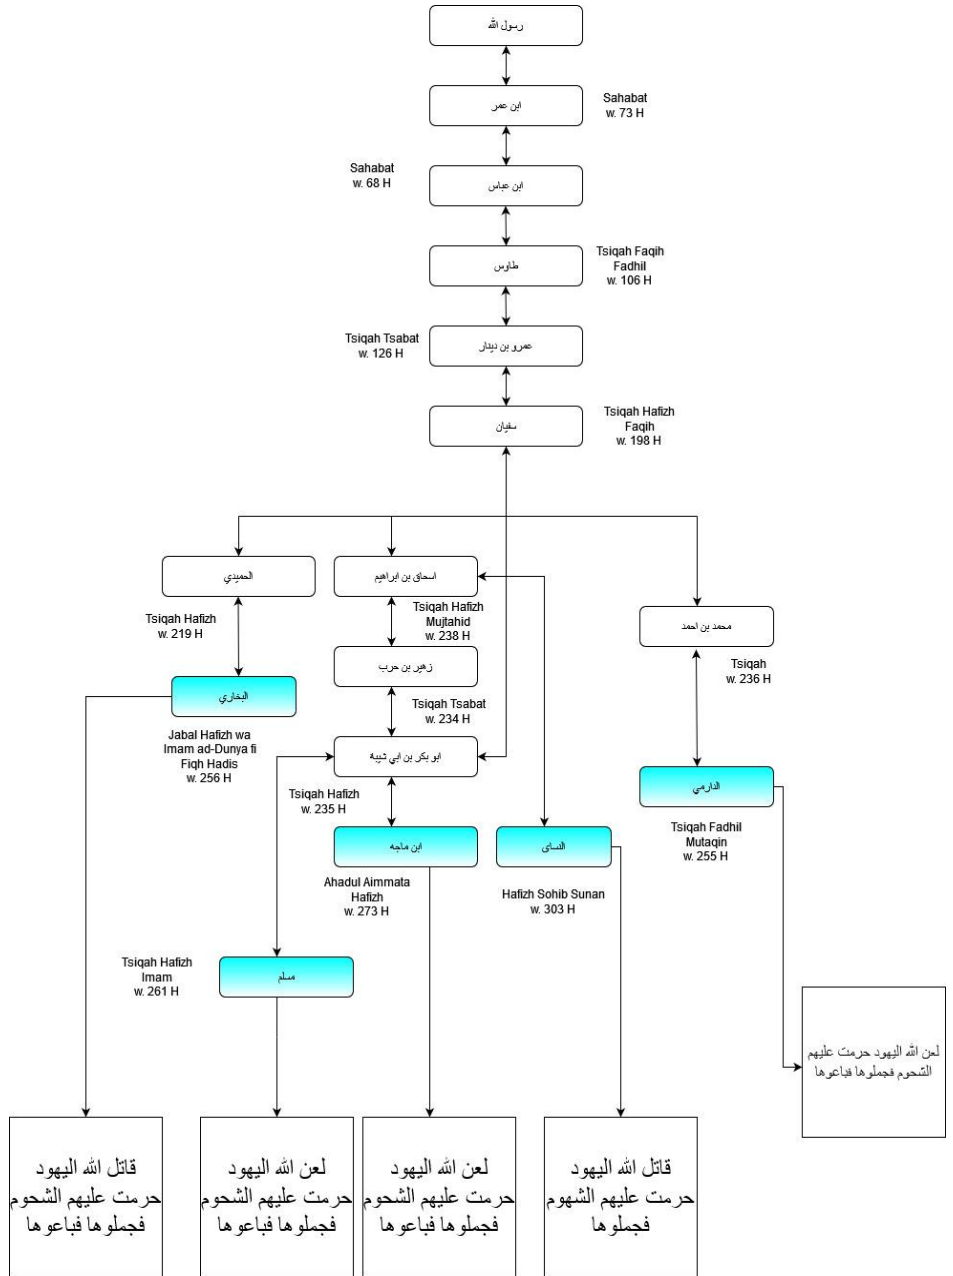 رسول الله
ابن عمر
Sahabat
w. 73 H
Sahabat
w. 68 H
ابن عباس
طاوس
Tsiqah Faqih
Fadhil
w. 106 H
Tsiqah Tsabat
w. 126 H
عمرو بن دينار
سفيان
Tsiqah Hafizh
Faqih
w. 198 H
الحميدي
اسحاق بن ابراهيم
Tsiqah Hafizh
w. 219 H
Tsiqah Hafizh
Mujtahid
w. 238 H
محمد بن احمد
Tsiqah
w. 236 H
زهير بن حرب
البخاري
Tsiqah Tsabat
w. 234 H
Jabal Hafizh wa
Imam ad-Dunya fi
Fiqh Hadis
w. 256 H
ابو بكر بن ابي شيبه
Tsiqah Hafizh
w. 235 H
الدارمي
Tsiqah Fadhil
Mutaqin
w. 255 H
ابن ماجه
النساى
Ahadul Aimmata
Hafizh
w. 273 H
Hafizh Sohib Sunan
w. 303 H
Tsiqah Hafizh
Imam
w. 261 H
مسلم
لعن الله اليهود حرمت عليهم
الشحوم فجملوها فباعوها
قاتل الله اليهود
حرمت عليهم الشحوم
فجملوها فباعوها
لعن الله اليهود
حرمت عليهم الشحوم
فجملوها فباعوها
لعن الله اليهود
حرمت عليهم الشحوم
فجملوها فباعوها
قاتل الله اليهود
حرمت عليهم الشهوم
فجملوها